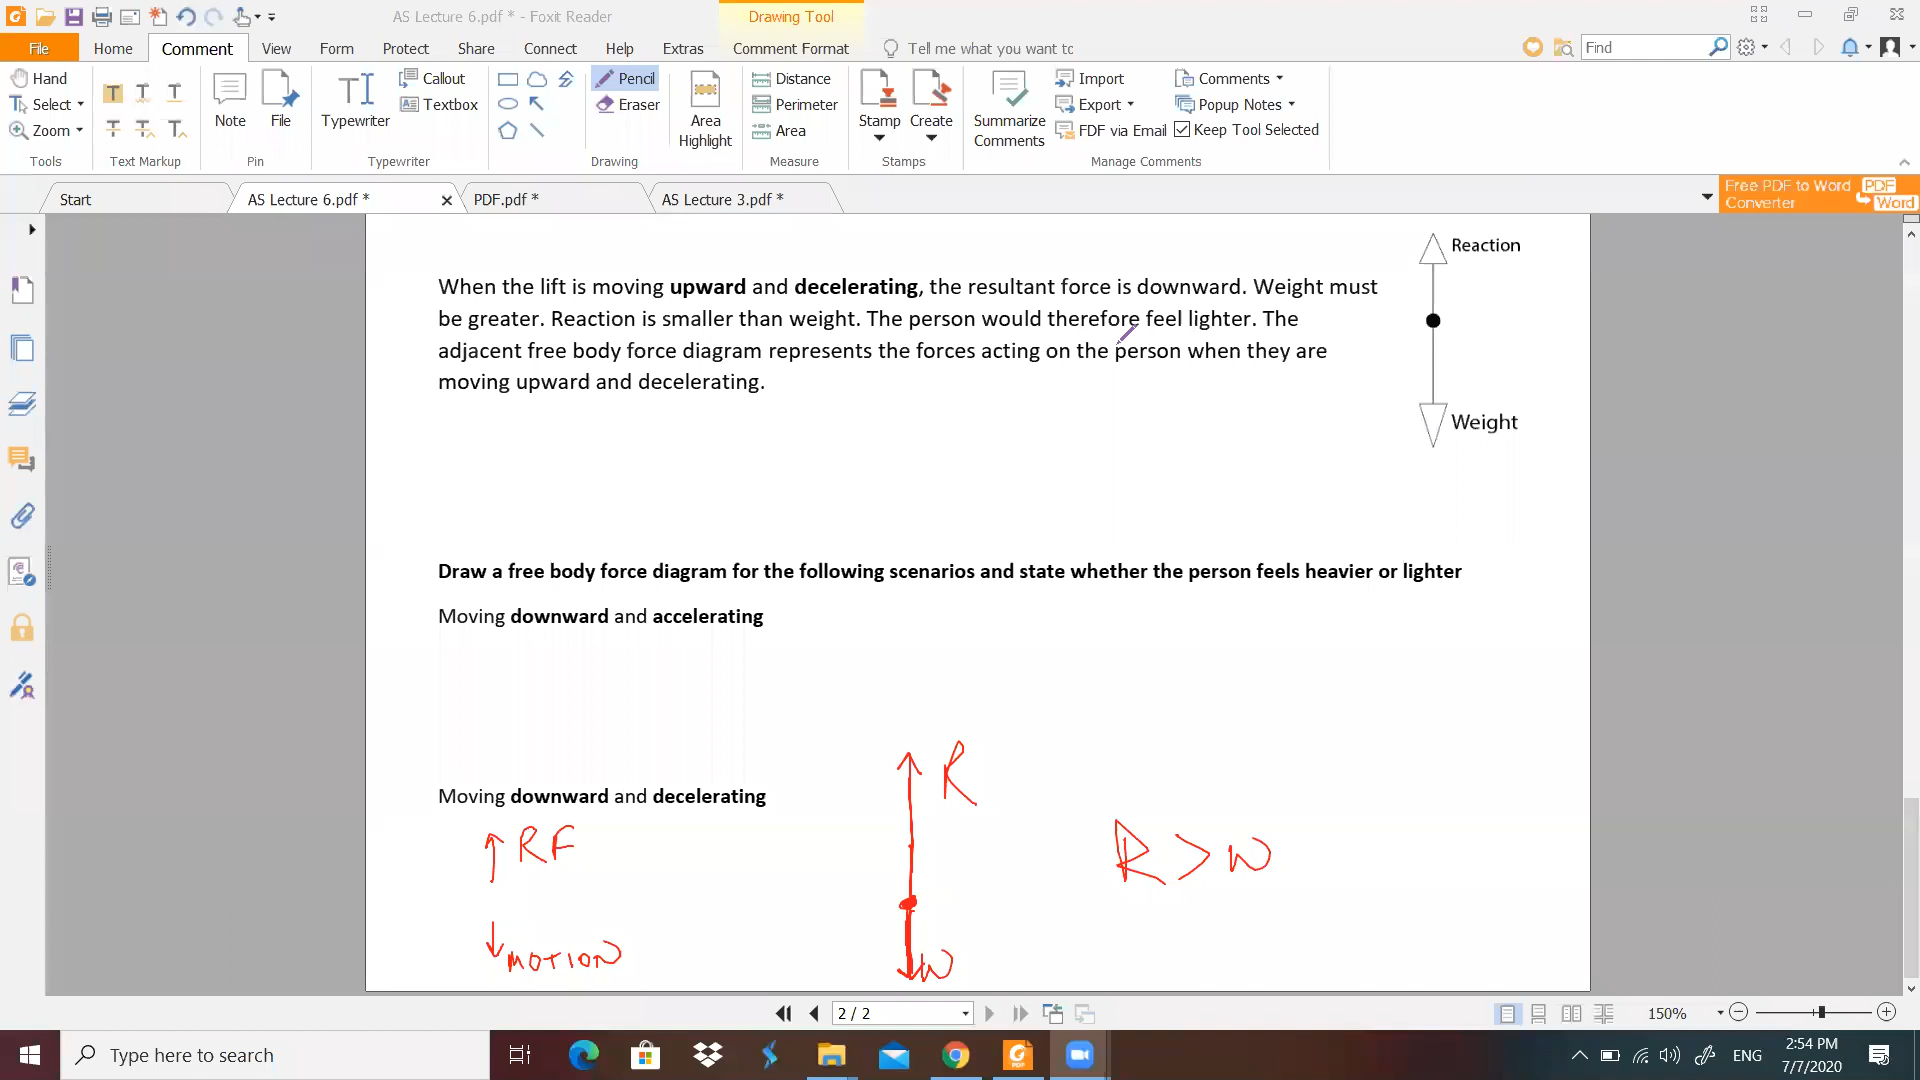 AS Lecture 6.pdf * - Foxit Reader
Drawing Tool
File Home Comment View Form Protect Share Connect Help Extras Comment Format Tell me what you want to Find
Hand
Select
Zoom
Tools
Text Markup
Note File
Pin
Typewriter
Callout
Textbox
Typewriter
Pencil
Eraser
Drawing
Area
Highlight
Distance
Perimeter
Area
Measure
Stamp Create
Stamps
Summarize
Comments
Import
Export
FDF via Email
Comments
Popup Notes
Keep Tool Selected
Manage Comments
Start AS Lecture 6.pdf * PDF.pdf * AS Lecture 3.pdf *
Free PDF to Word
Converter
PDF
Word
Reaction
When the lift is moving upward and decelerating, the resultant force is downward. Weight must
be greater. Reaction is smaller than weight. The person would therefore feel lighter. The
adjacent free body force diagram represents the forces acting on the person when they are
moving upward and decelerating.
Weight
Draw a free body force diagram for the following scenarios and state whether the person feels heavier or lighter
Moving downward and accelerating
R
Moving downward and decelerating
RF
R > W
MOTION
W
2 / 2
150%
Type here to search
ENG
2:54 PM
7/7/2020